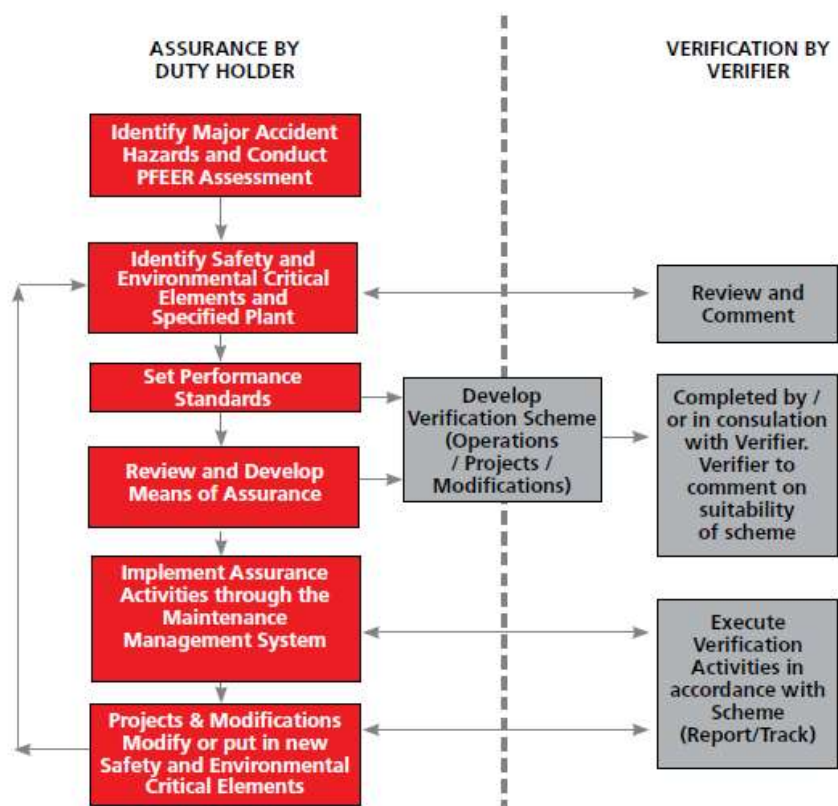 ASSURANCE BY
DUTY HOLDER
VERIFICATION BY
VERIFIER
Identify Major Accident
Hazards and Conduct
PFEER Assessment
Identify Safety and
Environmental Critical
Elements and
Specified Plant
Review and
Comment
Set Performance
Standards
Develop
Verification Scheme
(Operations
/ Projects /
Modifications)
Completed by /
or in consulation
with Verifier.
Verifier to
comment on
suitability
of scheme
Review and Develop
Means of Assurance
Implement Assurance
Activities through the
Maintenance
Management System
Execute
Verification
Activities in
accordance with
Scheme
(Report/Track)
Projects & Modifications
Modify or put in new
Safety and Environmental
Critical Elements